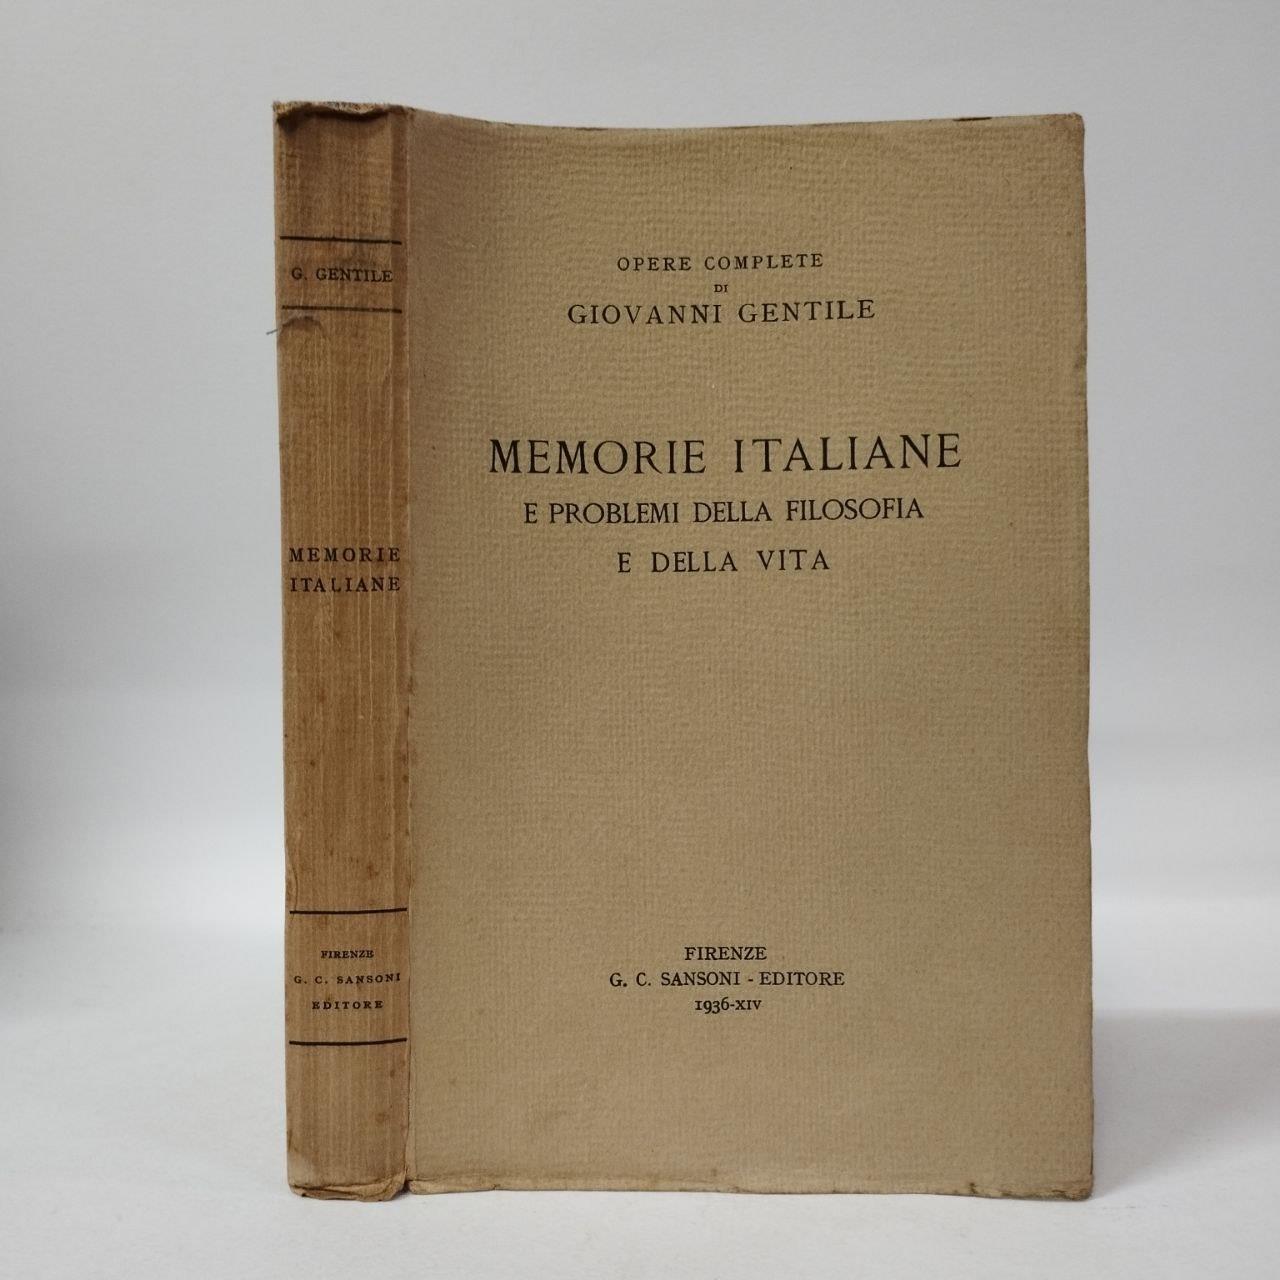 G. GENTILE
MEMORIE
ITALIANE
FIRENZE
G. C. SANSONI
EDITORE
OPERE COMPLETE
DI
GIOVANNI GENTILE
MEMORIE ITALIANE
E PROBLEMI DELLA FILOSOFIA
E DELLA VITA
FIRENZE
G. C. SANSONI - EDITORE
1936-XIV